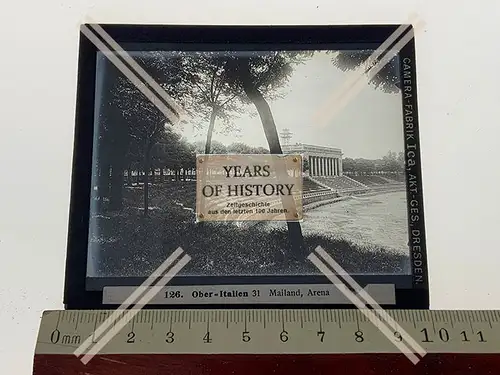 CAMERA-FABRIK Ica, AKT-GES, DRESDEN.
YEARS
OF HISTORY
Zeitgeschichte
aus den letzten 100 Jahren.
126. Ober-Italien 31 Mailand, Arena
0mm 1 2 3 4 5 6 7 8 9 10 11